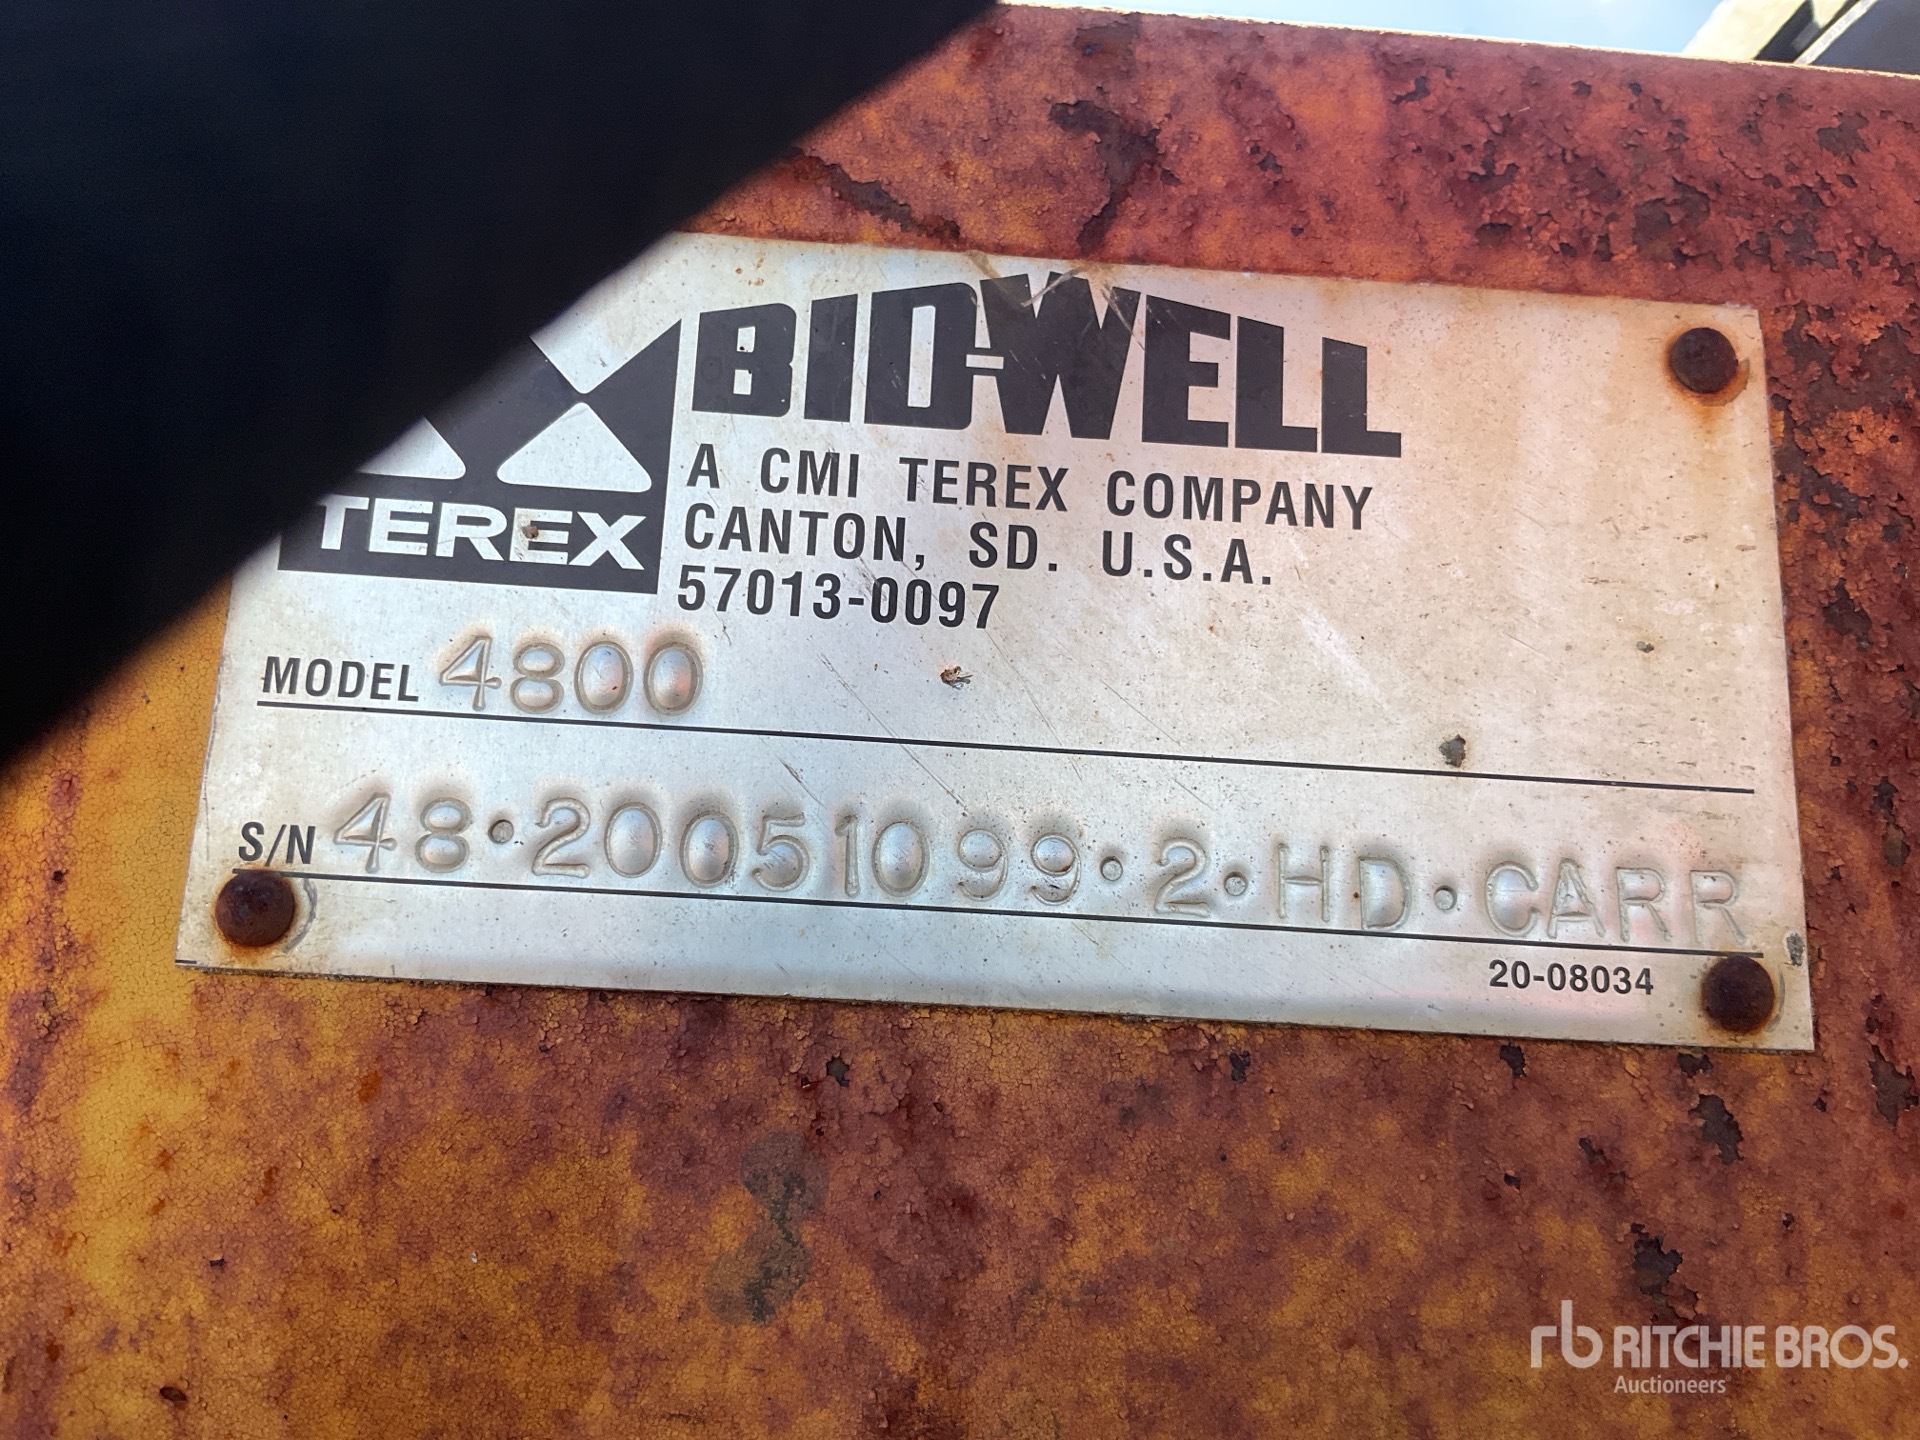 BID-WELL
A CMI TEREX COMPANY
CANTON, SD. U.S.A.
57013-0097
TEREX
MODEL 4800
S/N 48·20051099·2·HD·CARR
20-08034
rb RITCHIE BROS.
Auctioneers